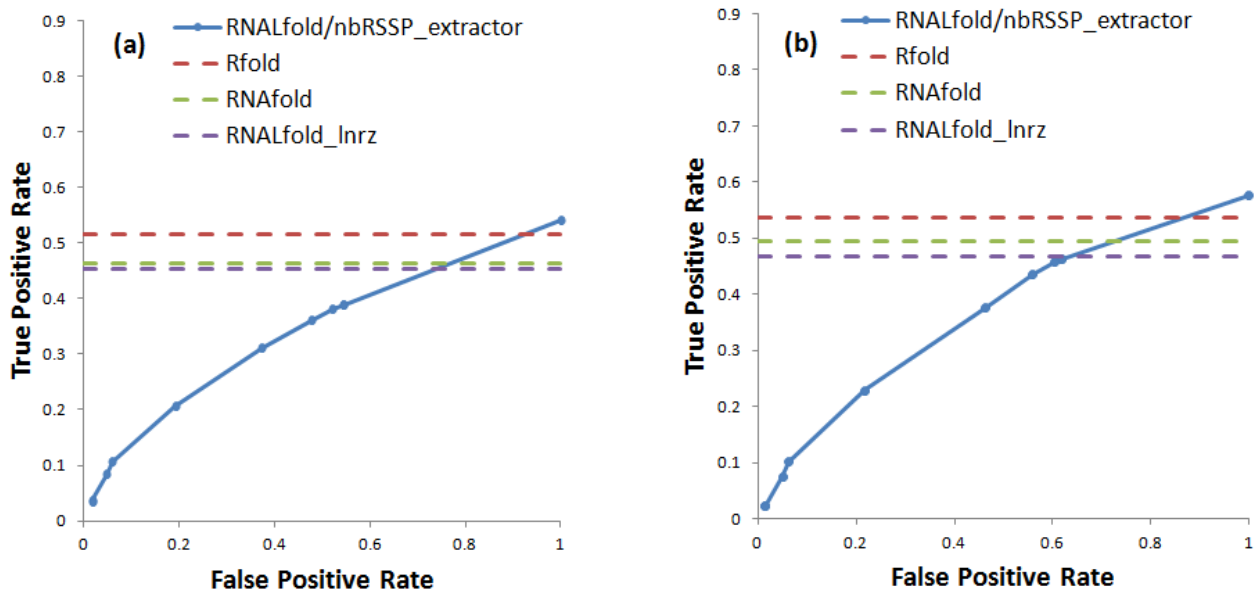 (a)
RNALfold/nbRSSP_extractor
Rfold
RNAfold
RNALfold_lnrz
True Positive Rate
0.9
0.8
0.7
0.6
0.5
0.4
0.3
0.2
0.1
0
0 0.2 0.4 0.6 0.8 1
False Positive Rate
(b)
RNALfold/nbRSSP_extractor
Rfold
RNAfold
RNALfold_lnrz
True Positive Rate
0.9
0.8
0.7
0.6
0.5
0.4
0.3
0.2
0.1
0
0 0.2 0.4 0.6 0.8 1
False Positive Rate